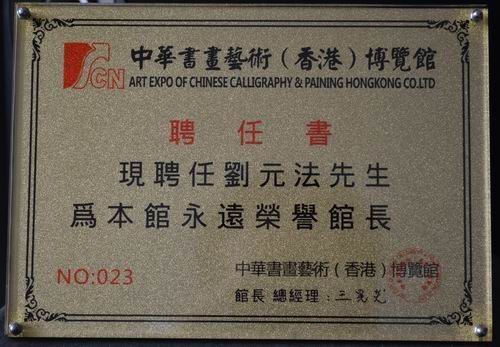 CN 中華書畫藝術（香港）博覽館
ART EXPO OF CHINESE CALLIGRAPHY & PAINING HONGKONG CO.LTD
聘任書
現聘任劉元法先生
爲本館永遠榮譽館長
NO:023
中華書畫藝術（香港）博覽館
館長 總經理：